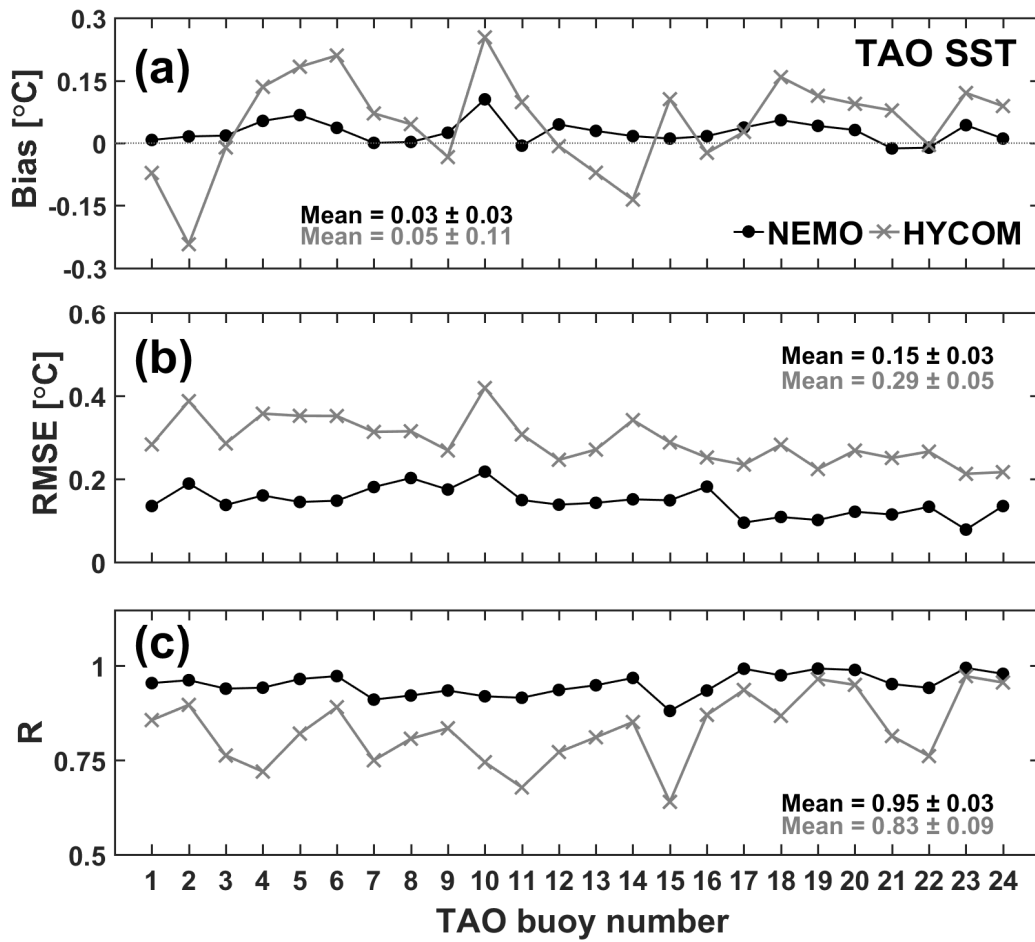 0.3
(a)
TAO SST
0.15
Bias [°C]
0
-0.15
Mean = 0.03 ± 0.03
Mean = 0.05 ± 0.11
NEMO HYCOM
-0.3
0.6
(b)
Mean = 0.15 ± 0.03
Mean = 0.29 ± 0.05
0.4
RMSE [°C]
0.2
0
(c)
1
R
0.75
Mean = 0.95 ± 0.03
Mean = 0.83 ± 0.09
0.5
1 2 3 4 5 6 7 8 9 10 11 12 13 14 15 16 17 18 19 20 21 22 23 24
TAO buoy number